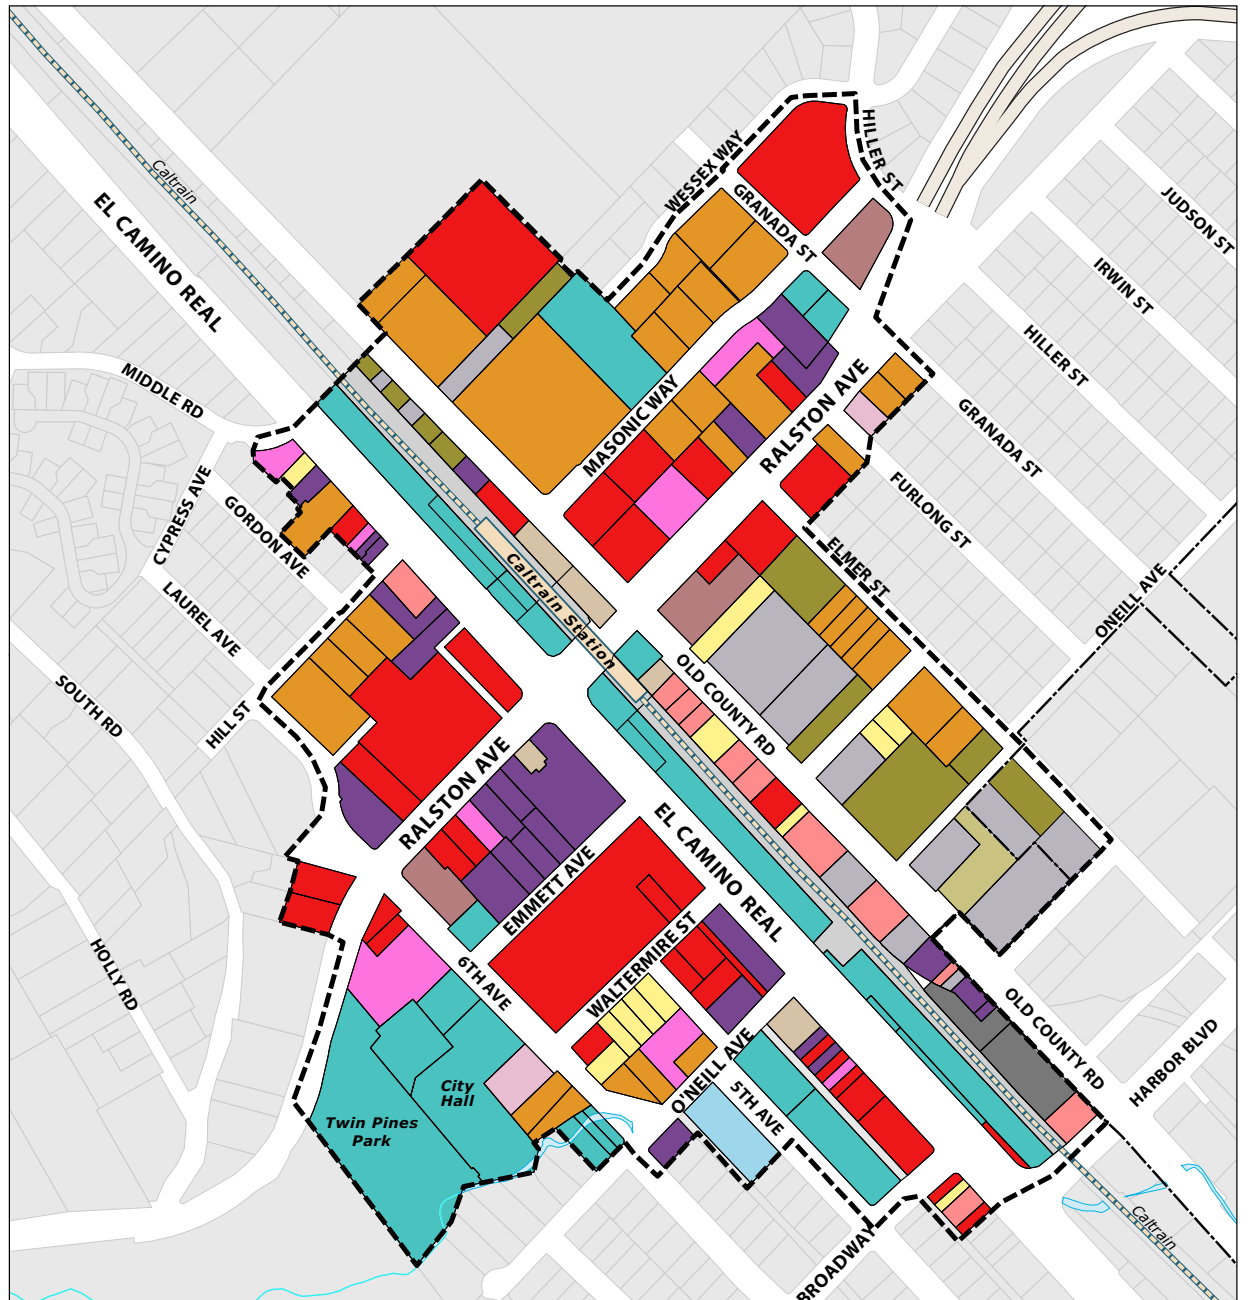 Caltrain
EL CAMINO REAL
WESSEX WAY
HILLER ST
GRANADA ST
JUDSON ST
IRWIN ST
HILLER ST
GRANADA ST
MIDDLE RD
MASONIC WAY
RALSTON AVE
FURLONG ST
CYPRESS AVE
GORDON AVE
ELMER ST
Caltrain Station
LAUREL AVE
ONEILL AVE
SOUTH RD
HILL ST
OLD COUNTY RD
RALSTON AVE
EL CAMINO REAL
EMMETT AVE
WALTERMIRE ST
HOLLY RD
6TH AVE
OLD COUNTY RD
HARBOR BLVD
O'NEILL AVE
5TH AVE
City
Hall
Twin Pines
Park
Caltrain
BROADWAY